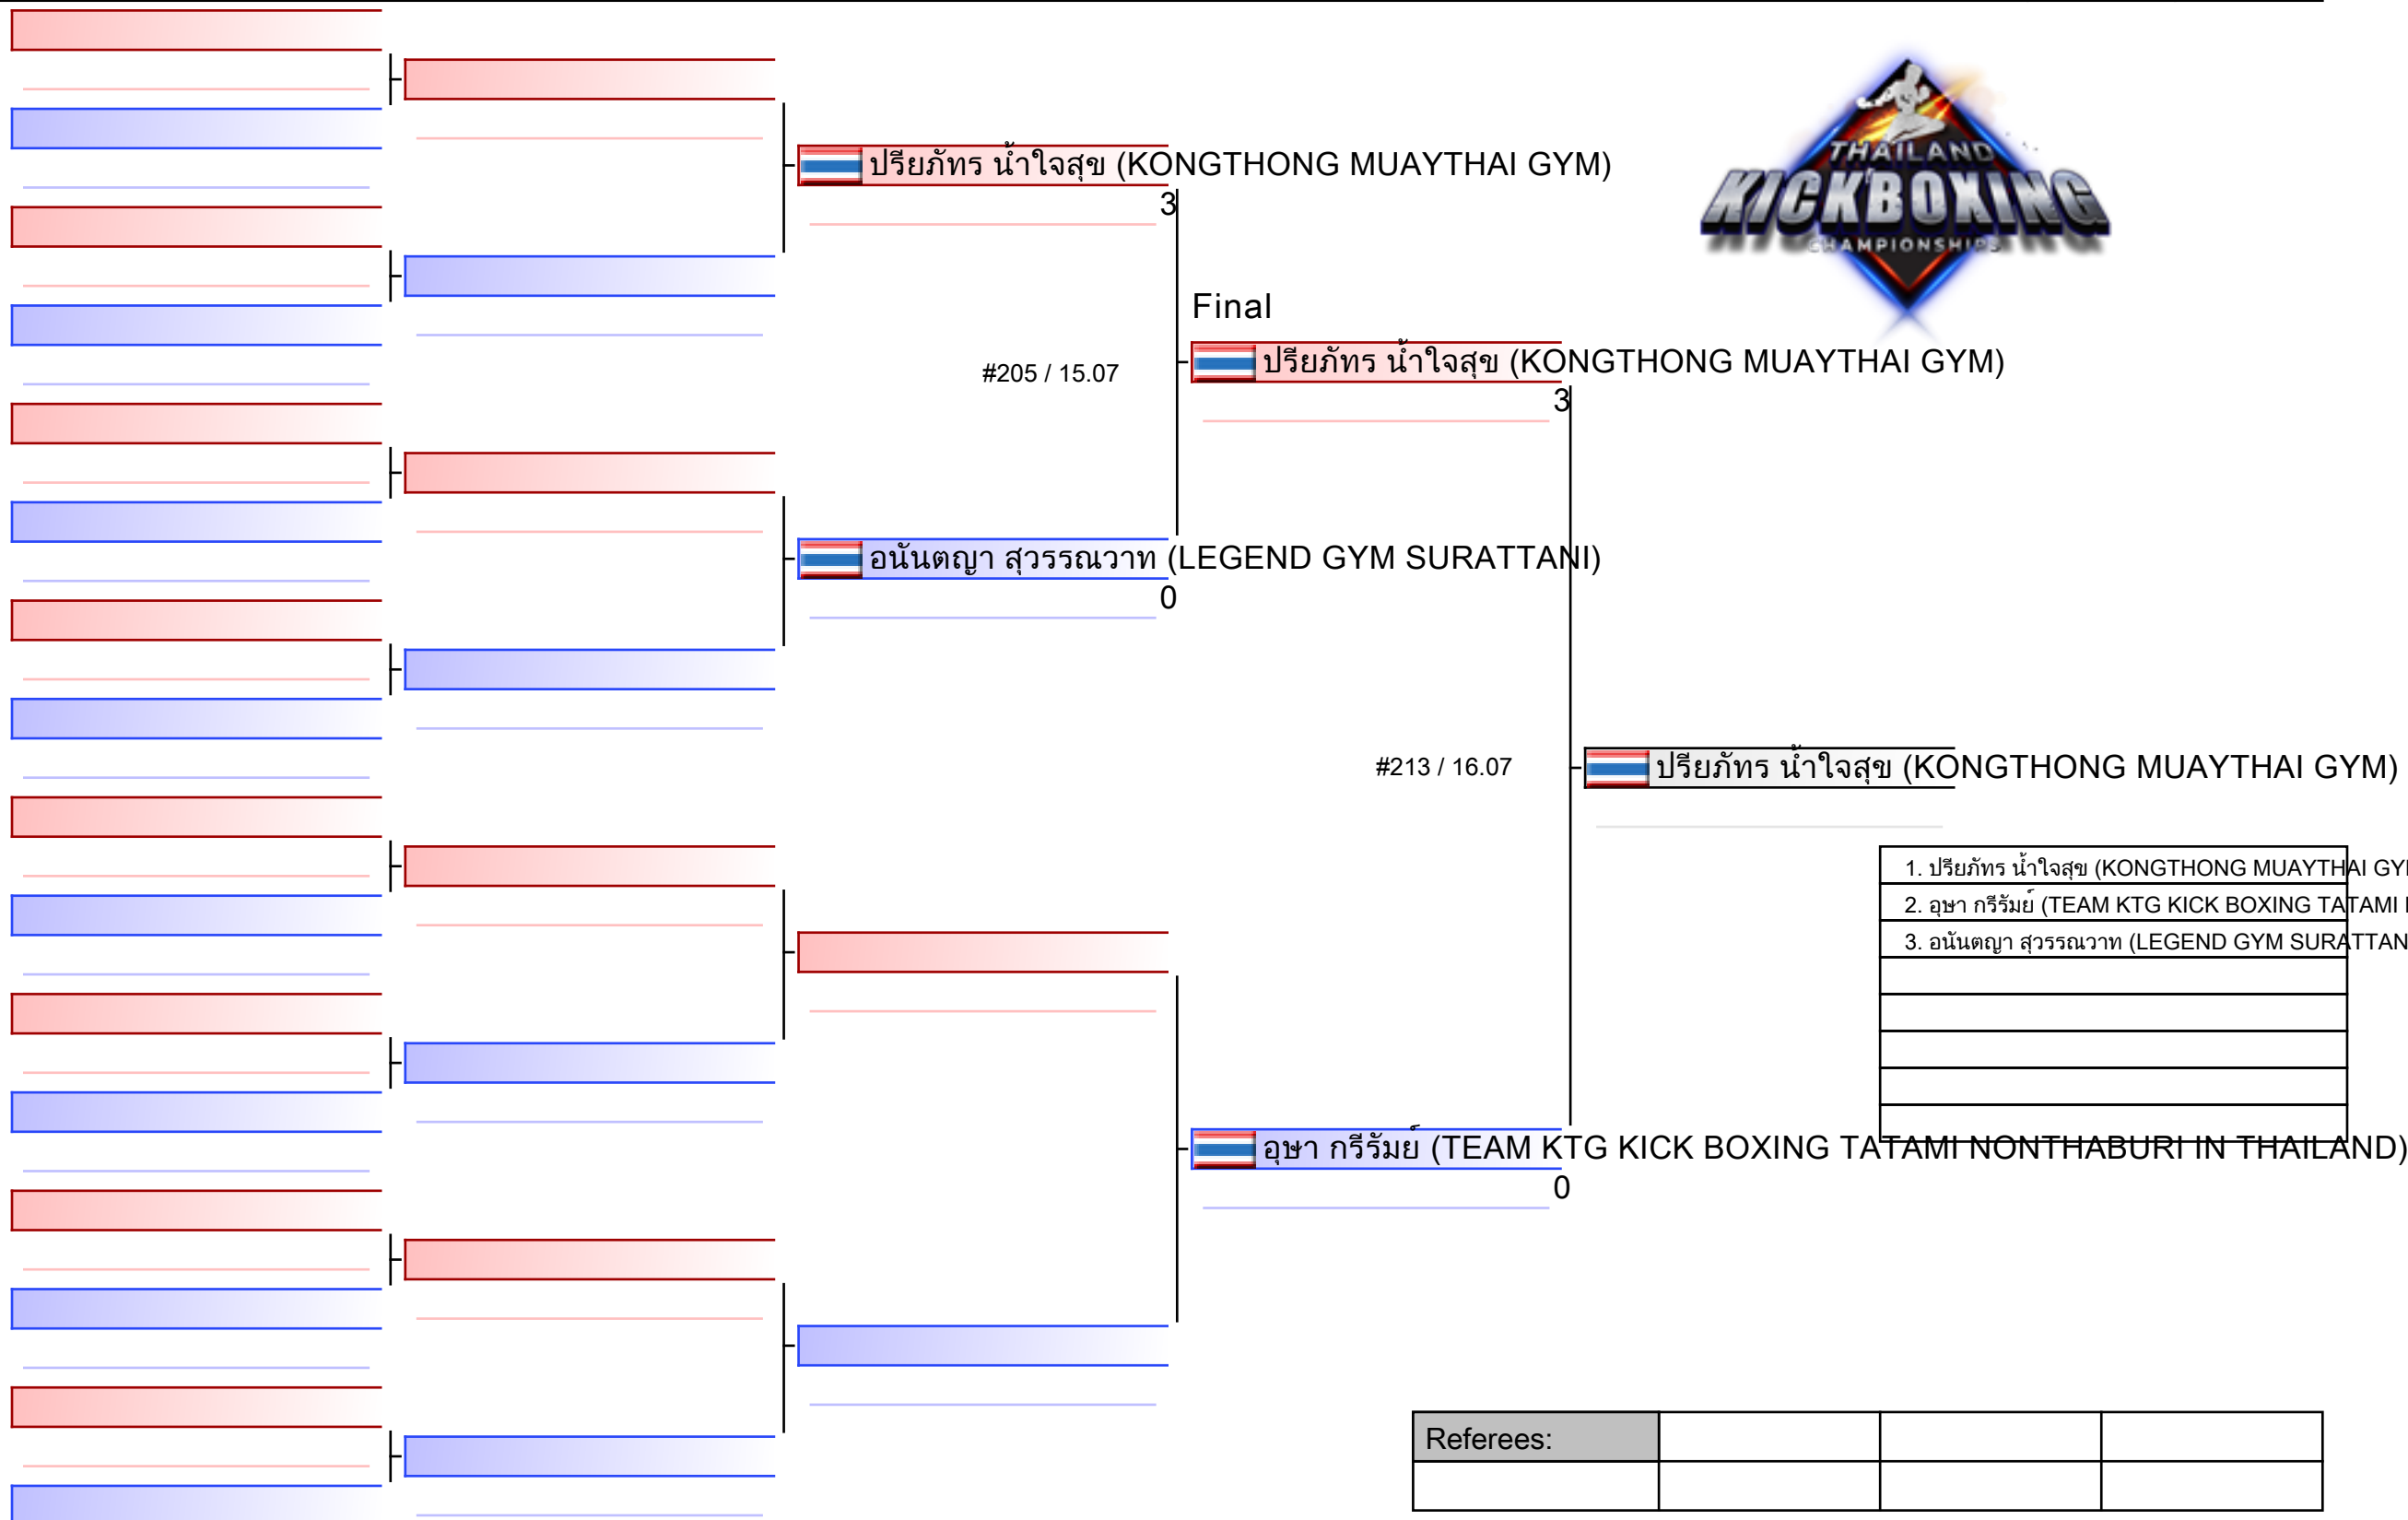 THAILAND
KICKBOXING
CHAMPIONSHIPS
ปรียภัทร น้ำใจสุข (KONGTHONG MUAYTHAI GYM)
3
Final
#205 / 15.07
ปรียภัทร น้ำใจสุข (KONGTHONG MUAYTHAI GYM)
3
อนันตญา สุวรรณวาท (LEGEND GYM SURATTANI)
0
#213 / 16.07
ปรียภัทร น้ำใจสุข (KONGTHONG MUAYTHAI GYM)
1. ปรียภัทร น้ำใจสุข (KONGTHONG MUAYTHAI GY
2. อุษา กรีรัมย์ (TEAM KTG KICK BOXING TATAMI
3. อนันตญา สุวรรณวาท (LEGEND GYM SURATTAN
อุษา กรีรัมย์ (TEAM KTG KICK BOXING TATAMI NONTHABURI IN THAILAND)
0
Referees: